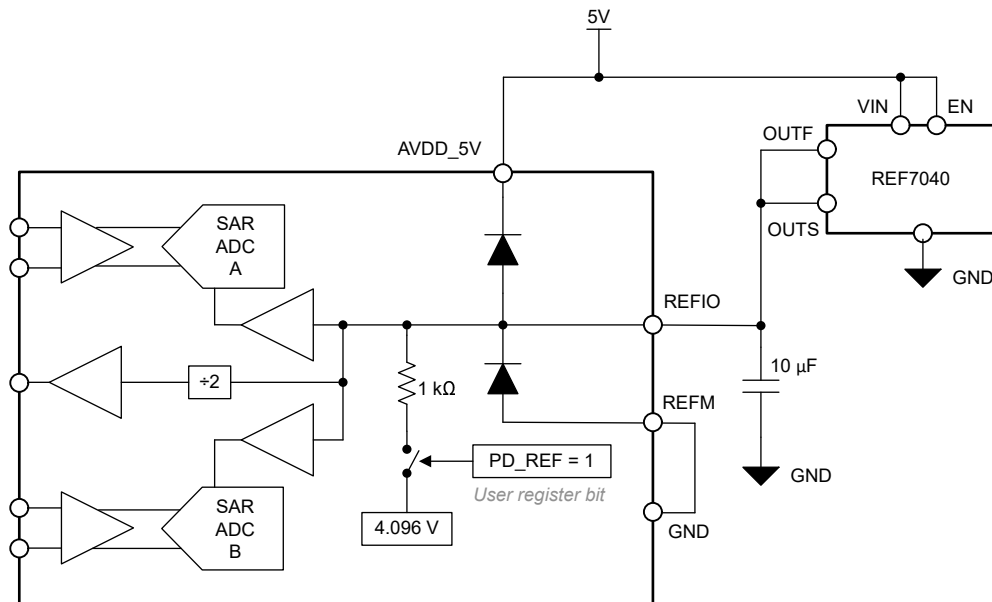 5V
VIN
EN
OUTF
AVDD_5V
REF7040
SAR
ADC
A
OUTS
GND
REFIO
÷2
1 kΩ
10 µF
REFM
PD_REF = 1
User register bit
GND
SAR
ADC
B
4.096 V
GND